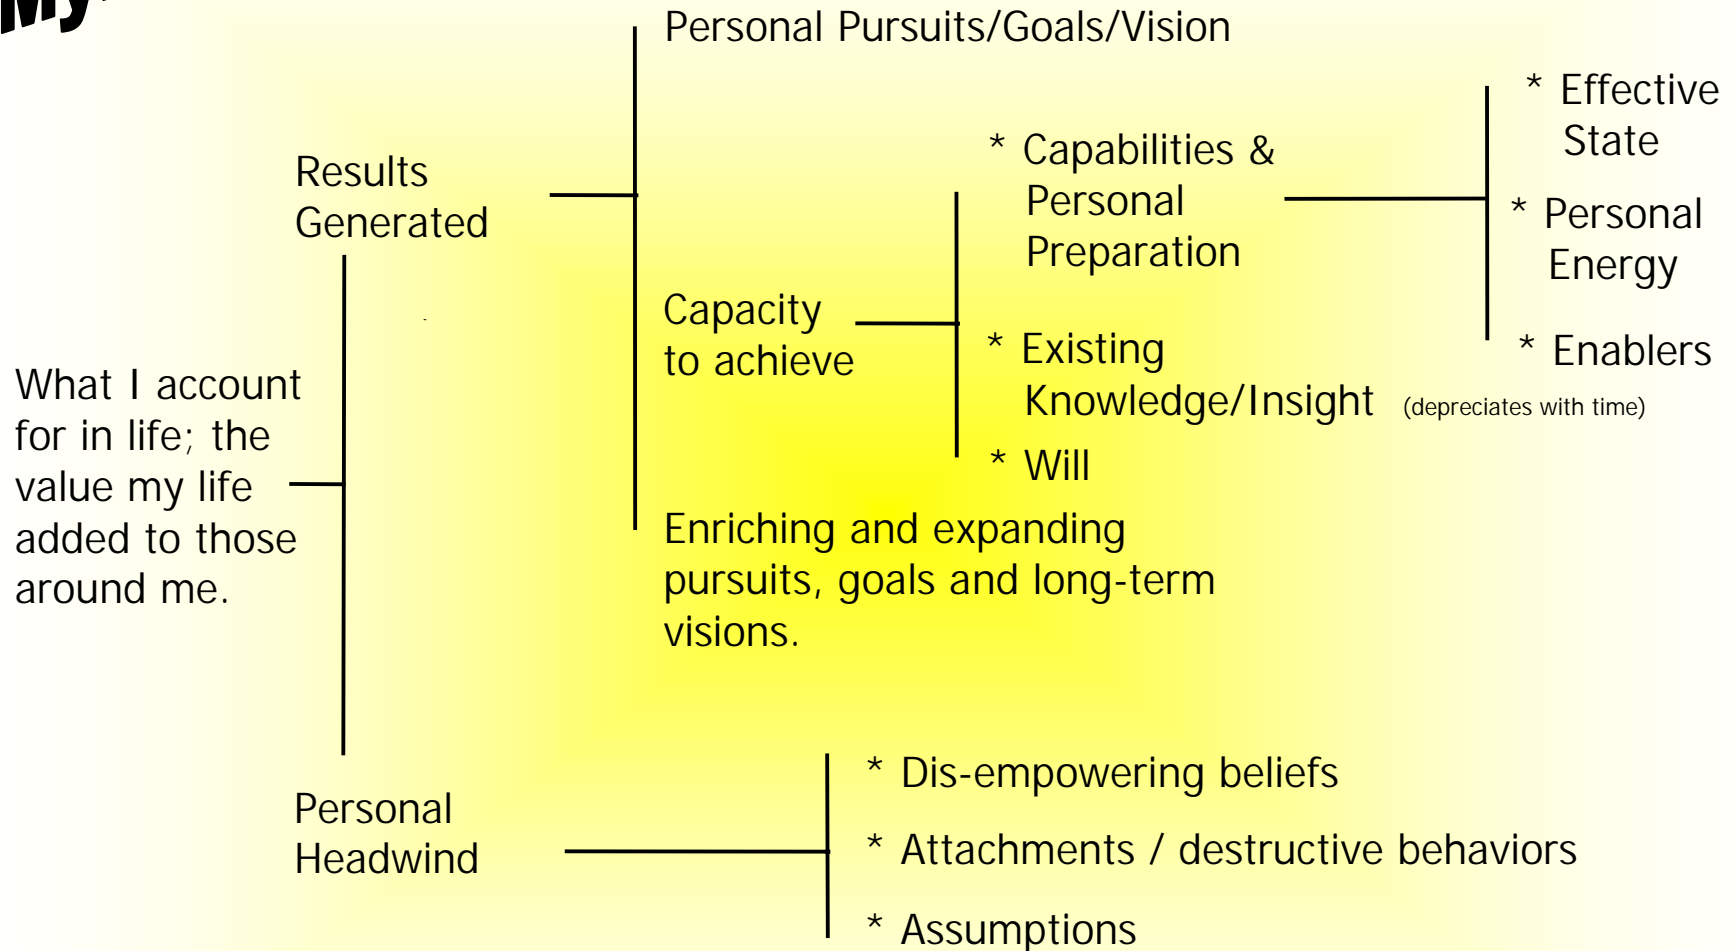 My
Personal Pursuits/Goals/Vision
* Effective
State
Results
Generated
* Capabilities &
Personal
Preparation
* Personal
Energy
Capacity
to achieve
* Existing
Knowledge/Insight (depreciates with time)
* Enablers
* Will
What I account
for in life; the
value my life
added to those
around me.
Enriching and expanding
pursuits, goals and long-term
visions.
Personal
Headwind
* Dis-empowering beliefs
* Attachments / destructive behaviors
* Assumptions